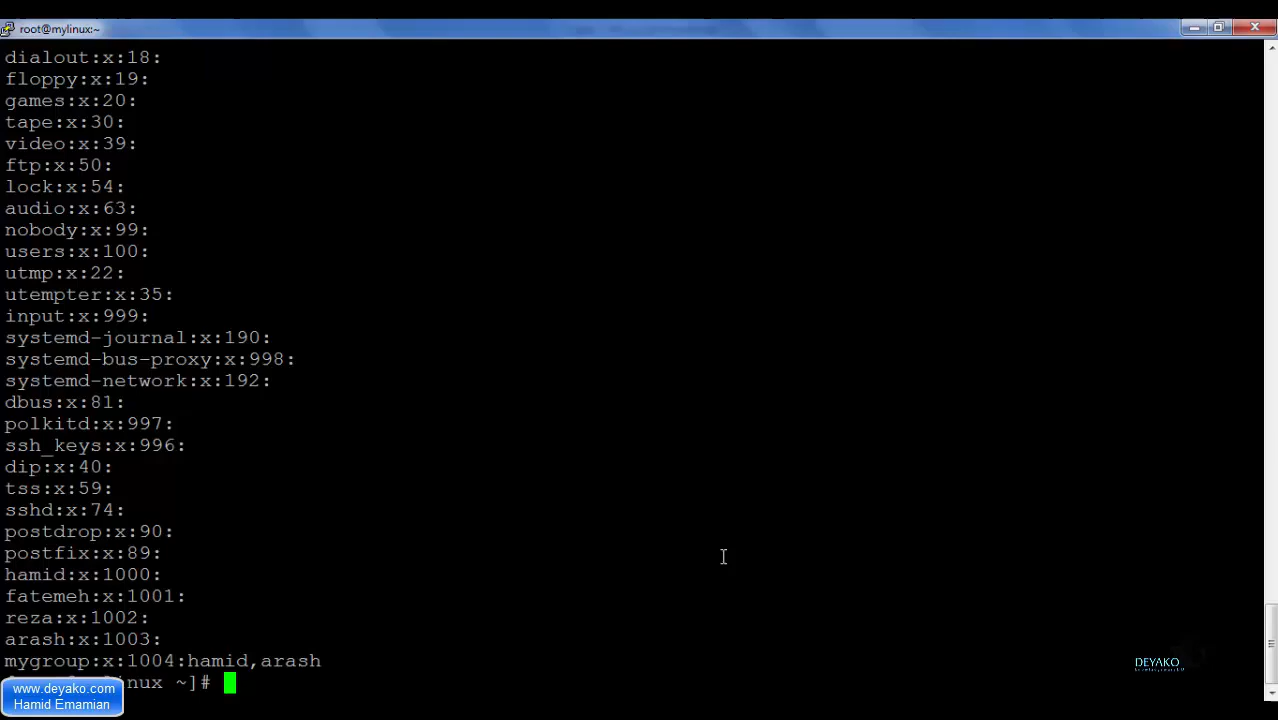 root@mylinux:~
dialout:x:18:
floppy:x:19:
games:x:20:
tape:x:30:
video:x:39:
ftp:x:50:
lock:x:54:
audio:x:63:
nobody:x:99:
users:x:100:
utmp:x:22:
utempter:x:35:
input:x:999:
systemd-journal:x:190:
systemd-bus-proxy:x:998:
systemd-network:x:192:
dbus:x:81:
polkitd:x:997:
ssh_keys:x:996:
dip:x:40:
tss:x:59:
sshd:x:74:
postdrop:x:90:
postfix:x:89:
hamid:x:1000:
fatemeh:x:1001:
reza:x:1002:
arash:x:1003:
mygroup:x:1004:hamid,arash
inux ~]#
www.deyako.com
Hamid Emamian
DEYAKO